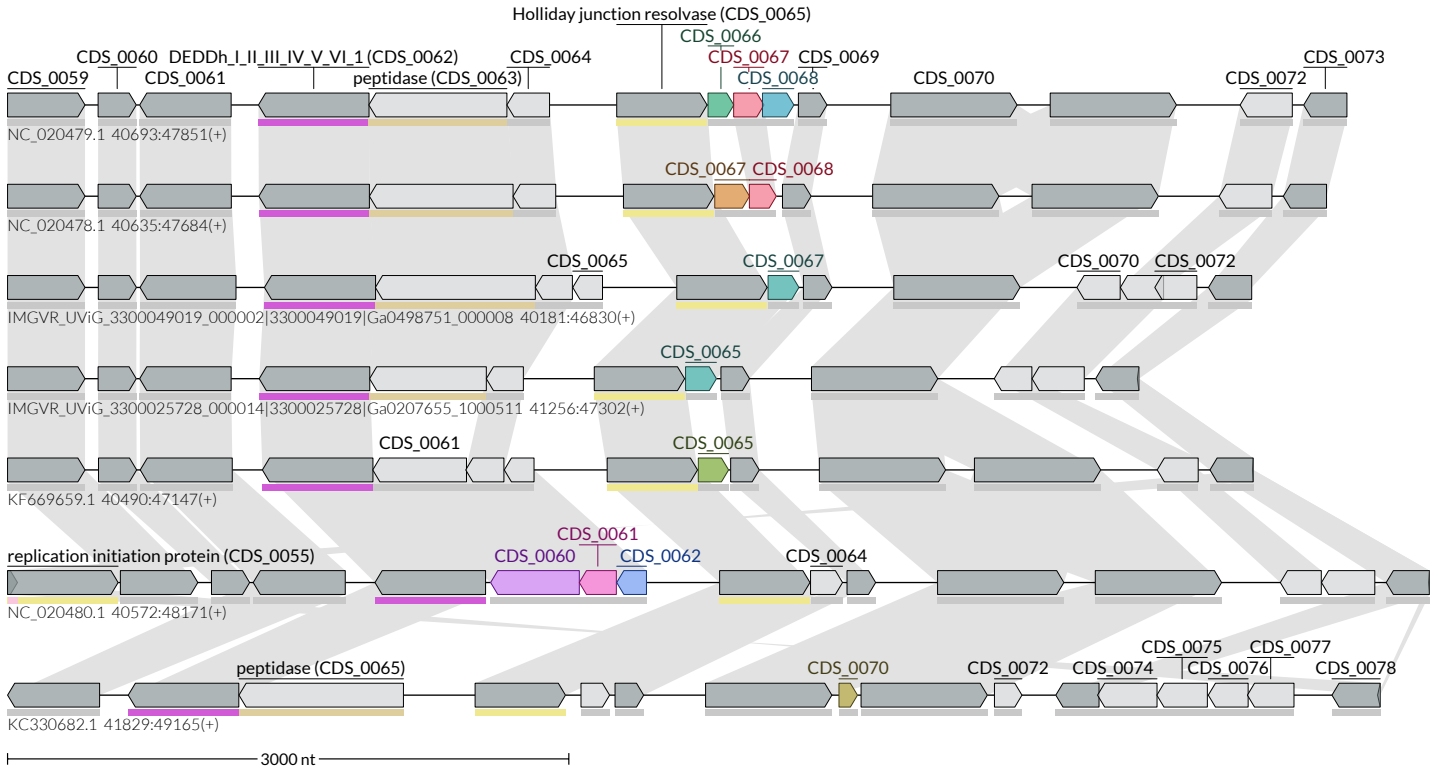 Holliday junction resolvase (CDS_0065)
CDS_0066
CDS_0060 DEDDh_I_II_III_IV_V_VI_1 (CDS_0062) CDS_0064 CDS_0067 CDS_0069 CDS_0073
CDS_0059 CDS_0061 peptidase (CDS_0063) CDS_0068 CDS_0070 CDS_0072
NC_020479.1 40693:47851(+)
CDS_0067 CDS_0068
NC_020478.1 40635:47684(+)
CDS_0065 CDS_0067 CDS_0070 CDS_0072
IMGVR_UViG_3300049019_000002|3300049019|Ga0498751_000008 40181:46830(+)
CDS_0065
IMGVR_UViG_3300025728_000014|3300025728|Ga0207655_1000511 41256:47302(+)
CDS_0061 CDS_0065
KF669659.1 40490:47147(+)
CDS_0061
replication initiation protein (CDS_0055) CDS_0060 CDS_0062 CDS_0064
NC_020480.1 40572:48171(+)
CDS_0075 CDS_0077
peptidase (CDS_0065) CDS_0070 CDS_0072 CDS_0074 CDS_0076 CDS_0078
KC330682.1 41829:49165(+)
3000 nt